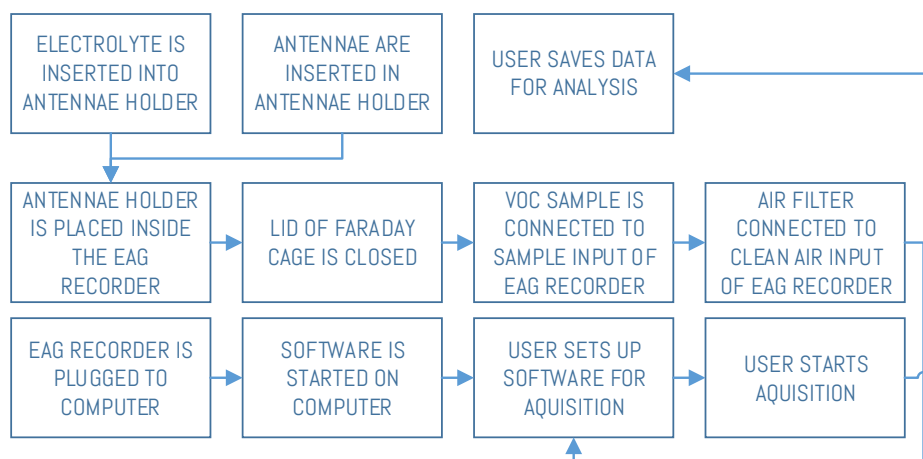 ELECTROLYTE IS
INSERTED INTO
ANTENNAE HOLDER
ANTENNAE ARE
INSERTED IN
ANTENNAE HOLDER
USER SAVES DATA
FOR ANALYSIS
ANTENNAE HOLDER
IS PLACED INSIDE
THE EAG
RECORDER
LID OF FARADAY
CAGE IS CLOSED
VOC SAMPLE IS
CONNECTED TO
SAMPLE INPUT OF
EAG RECORDER
AIR FILTER
CONNECTED TO
CLEAN AIR INPUT
OF EAG RECORDER
EAG RECORDER IS
PLUGGED TO
COMPUTER
SOFTWARE IS
STARTED ON
COMPUTER
USER SETS UP
SOFTWARE FOR
AQUISITION
USER STARTS
AQUISITION